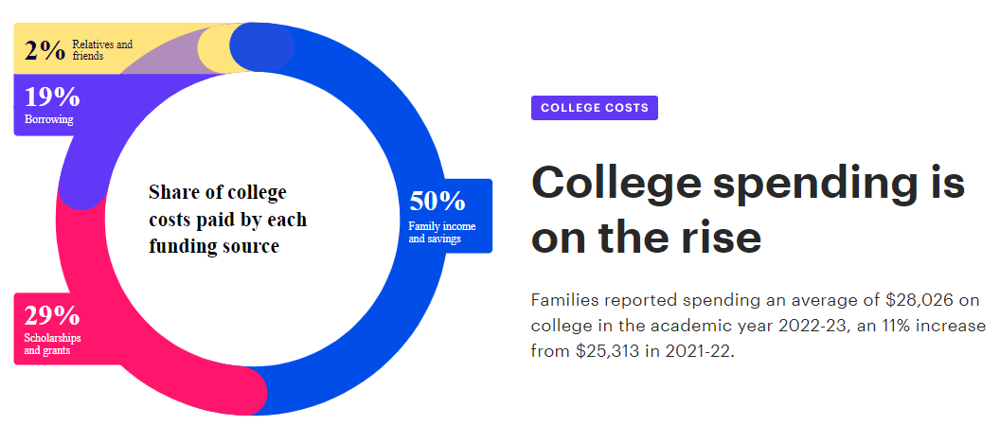 2% Relatives and
friends
19%
Borrowing
Share of college
costs paid by each
funding source
50%
Family income
and savings
29%
Scholarships
and grants
COLLEGE COSTS
College spending is
on the rise
Families reported spending an average of $28,026 on
college in the academic year 2022-23, an 11% increase
from $25,313 in 2021-22.